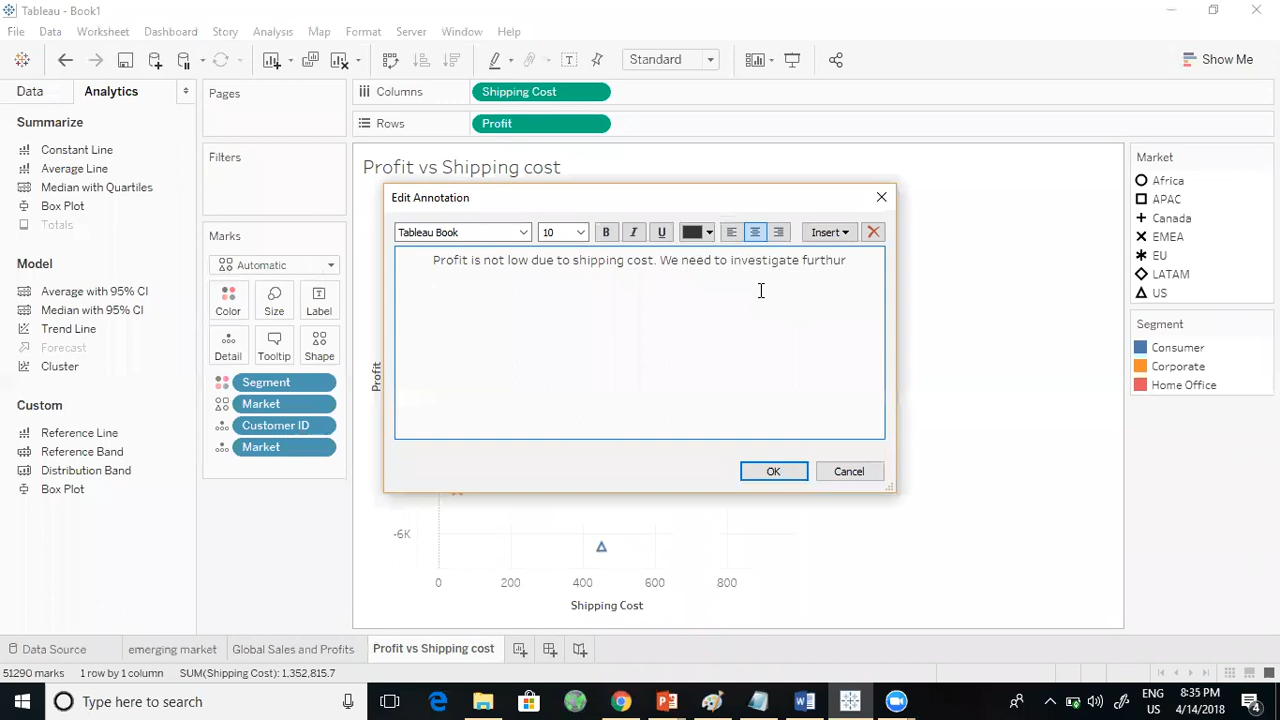 Tableau - Book1
File Data Worksheet Dashboard Story Analysis Map Format Server Window Help
Standard
Show Me
Data Analytics
Pages
Columns Shipping Cost
Rows Profit
Summarize
Constant Line
Average Line
Median with Quartiles
Box Plot
Totals
Model
Average with 95% CI
Median with 95% CI
Trend Line
Forecast
Cluster
Custom
Reference Line
Reference Band
Distribution Band
Box Plot
Filters
Marks
Automatic
Color Size Label
Detail Tooltip Shape
Segment
Market
Customer ID
Market
Profit vs Shipping cost
Edit Annotation
Tableau Book 10 B I U Insert
Profit is not low due to shipping cost. We need to investigate furthur
OK Cancel
Profit
-6K
0 200 400 600 800
Shipping Cost
Market
Africa
APAC
Canada
EMEA
EU
LATAM
US
Segment
Consumer
Corporate
Home Office
Data Source emerging market Global Sales and Profits Profit vs Shipping cost
51290 marks 1 row by 1 column SUM(Shipping Cost): 1,352,815.7
Type here to search
ENG 8:35 PM
US 4/14/2018
4